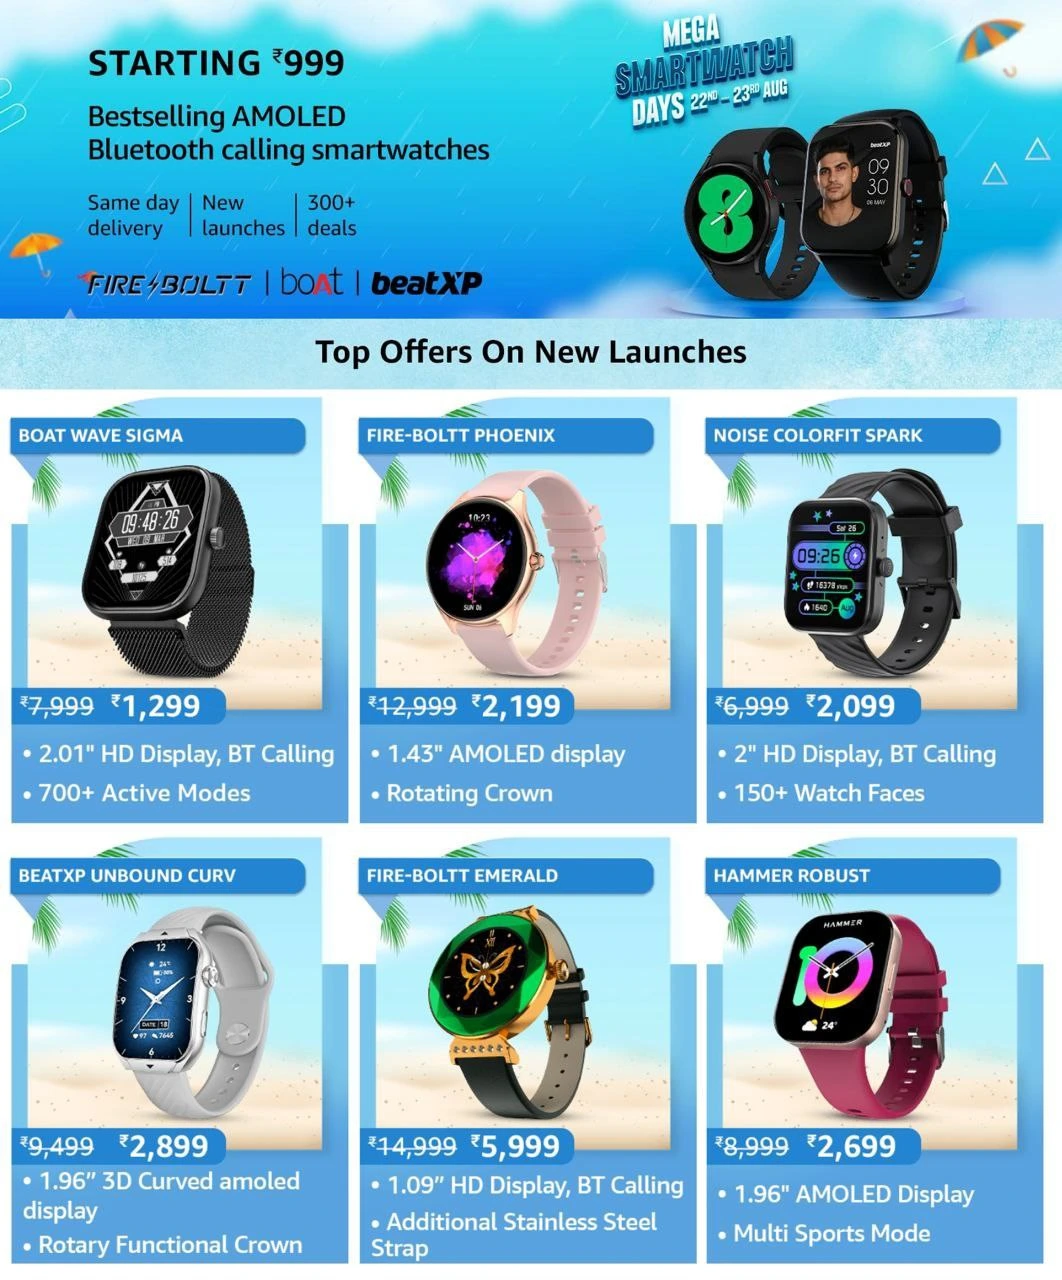 STARTING ₹999
MEGA
SMARTWATCH
DAYS 22ND - 23RD AUG
Bestselling AMOLED
Bluetooth calling smartwatches
Same day
delivery
New
launches
300+
deals
FIRE-BOLTT | boAt | beatXP
beatXP
09
30
06 MAY
Top Offers On New Launches
BOAT WAVE SIGMA
09:48:26
₹7,999 ₹1,299
• 2.01" HD Display, BT Calling
• 700+ Active Modes
FIRE-BOLTT PHOENIX
10:23
SUN 06
₹12,999 ₹2,199
• 1.43" AMOLED display
• Rotating Crown
NOISE COLORFIT SPARK
Sat 26
09:26
16378 steps
1640
Aug
₹6,999 ₹2,099
• 2" HD Display, BT Calling
• 150+ Watch Faces
BEATXP UNBOUND CURV
12
24°
9
3
DATE 18
97 7645
6
₹9,499 ₹2,899
• 1.96” 3D Curved amoled
display
• Rotary Functional Crown
FIRE-BOLTT EMERALD
XII
₹14,999 ₹5,999
• 1.09” HD Display, BT Calling
• Additional Stainless Steel
Strap
HAMMER ROBUST
HAMMER
10
24°
₹8,999 ₹2,699
• 1.96" AMOLED Display
• Multi Sports Mode